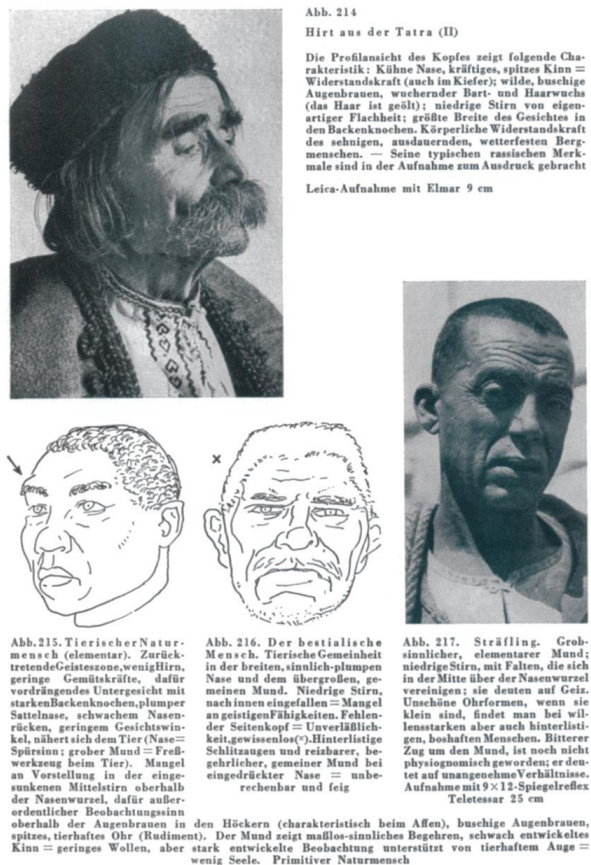 Abb. 214
Hirt aus der Tatra (II)
Die Profilansicht des Kopfes zeigt folgende Cha-
rakteristik: Kühne Nase, kräftiges, spitzes Kinn =
Widerstandskraft (auch im Kiefer); wilde, buschige
Augenbrauen, wuchernder Bart- und Haarwuchs
(das Haar ist geölt); niedrige Stirn von eigen-
artiger Flachheit; größte Breite des Gesichtes in
den Backenknochen. Körperliche Widerstandskraft
des sehnigen, ausdauernden, wetterfesten Berg-
menschen. — Seine typischen rassischen Merk-
male sind in der Aufnahme zum Ausdruck gebracht
Leica-Aufnahme mit Elmar 9 cm
×
Abb. 215. Tierischer Natur-
mensch (elementar). Zurück-
tretende Geisteszone, wenig Hirn,
geringe Gemütskräfte, dafür
vordrängendes Untergesicht mit
starken Backenknochen, plumper
Sattelnase, schwachem Nasen-
rücken, geringem Gesichtswin-
kel, nähert sich dem Tier (Nase =
Spürsinn; grober Mund = Freß-
werkzeug beim Tier). Mangel
an Vorstellung in der einge-
sunkenen Mittelstirn oberhalb
der Nasenwurzel, dafür außer-
ordentlicher Beobachtungssinn
oberhalb der Augenbrauen in den Höckern (charakteristisch beim Affen), buschige Augenbrauen,
spitzes, tierhaftes Ohr (Rudiment). Der Mund zeigt maßlos-sinnliches Begehren, schwach entwickeltes
Kinn = geringes Wollen, aber stark entwickelte Beobachtung unterstützt von tierhaftem Auge =
wenig Seele. Primitiver Naturmensch
Abb. 216. Der bestialische
Mensch. Tierische Gemeinheit
in der breiten, sinnlich-plumpen
Nase und dem übergroßen, ge-
meinen Mund. Niedrige Stirn,
nach innen eingefallen = Mangel
an geistigen Fähigkeiten. Fehlen-
der Seitenkopf = Unverläßlich-
keit, gewissenlos (×). Hinterlistige
Schlitzaugen und reizbarer, be-
gehrlicher, gemeiner Mund bei
eingedrückter Nase = unbe-
rechenbar und feig
Abb. 217. Sträfling. Grob-
sinnlicher, elementarer Mund;
niedrige Stirn, mit Falten, die sich
in der Mitte über der Nasenwurzel
vereinigen; sie deuten auf Geiz.
Unschöne Ohrformen, wenn sie
klein sind, findet man bei wil-
lensstarken aber auch hinterlisti-
gen, boshaften Menschen. Bitterer
Zug um den Mund, ist noch nicht
physiognomisch geworden; er deu-
tet auf unangenehme Verhältnisse.
Aufnahme mit 9×12-Spiegelreflex
Teletessar 25 cm